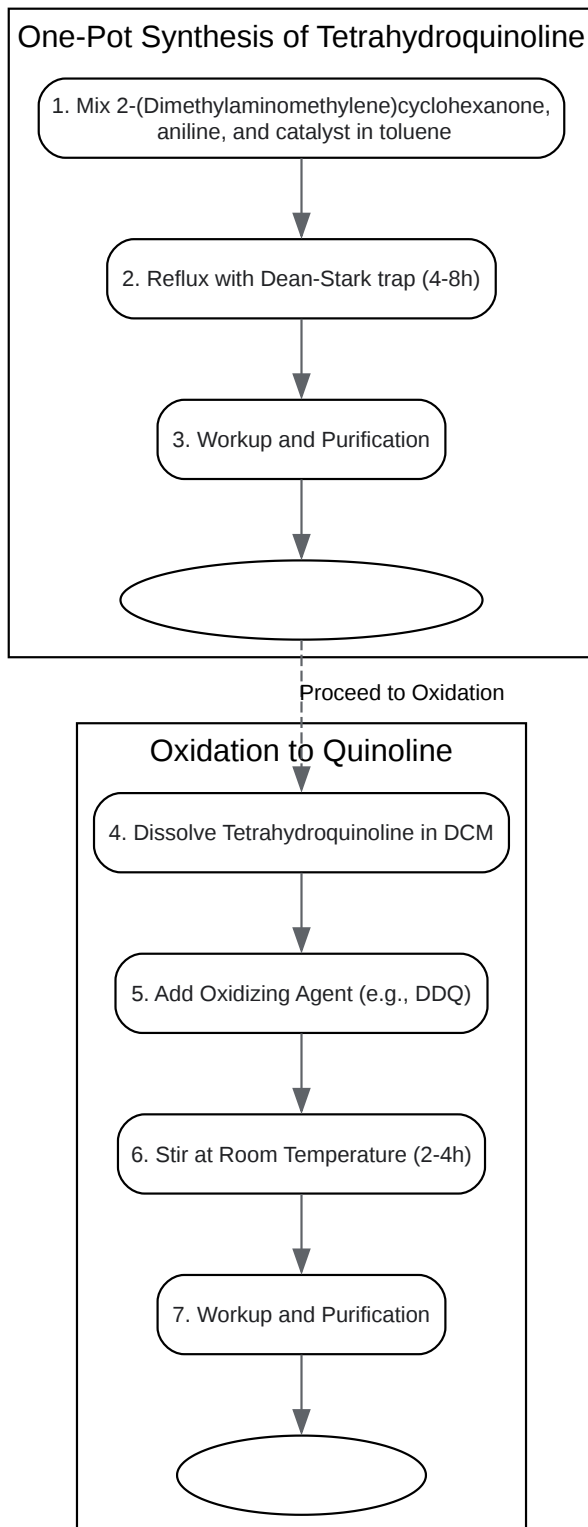 One-Pot Synthesis of Tetrahydroquinoline
1. Mix 2-(Dimethylaminomethylene)cyclohexanone,
aniline, and catalyst in toluene
2. Reflux with Dean-Stark trap (4-8h)
3. Workup and Purification
Proceed to Oxidation
Oxidation to Quinoline
4. Dissolve Tetrahydroquinoline in DCM
5. Add Oxidizing Agent (e.g., DDQ)
6. Stir at Room Temperature (2-4h)
7. Workup and Purification